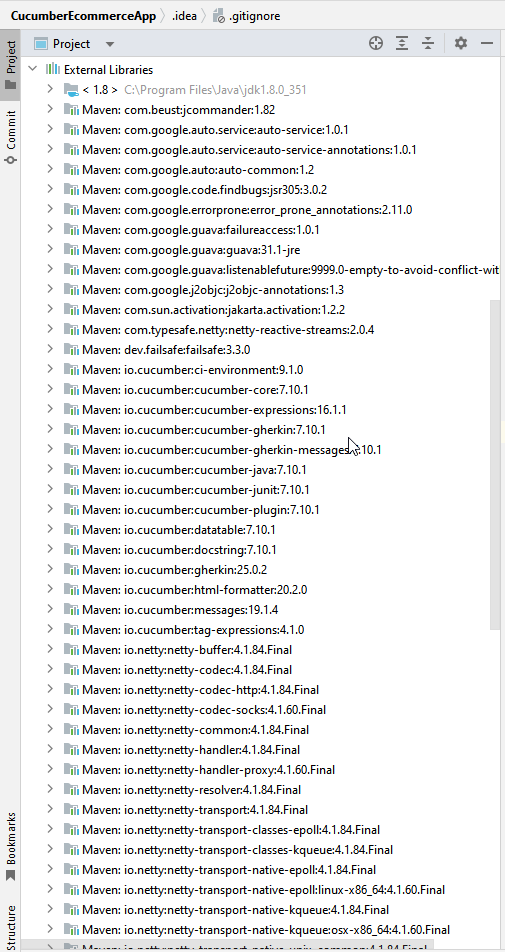 CucumberEcommerceApp .idea .gitignore
Project
Project
External Libraries
< 1.8 > C:\Program Files\Java\jdk1.8.0_351
Maven: com.beust:jcommander:1.82
Maven: com.google.auto.service:auto-service:1.0.1
Maven: com.google.auto.service:auto-service-annotations:1.0.1
Maven: com.google.auto:auto-common:1.2
Maven: com.google.code.findbugs:jsr305:3.0.2
Maven: com.google.errorprone:error_prone_annotations:2.11.0
Maven: com.google.guava:failureaccess:1.0.1
Maven: com.google.guava:guava:31.1-jre
Maven: com.google.guava:listenablefuture:9999.0-empty-to-avoid-conflict-wit
Maven: com.google.j2objc:j2objc-annotations:1.3
Maven: com.sun.activation:jakarta.activation:1.2.2
Maven: com.typesafe.netty:netty-reactive-streams:2.0.4
Maven: dev.failsafe:failsafe:3.3.0
Maven: io.cucumber:ci-environment:9.1.0
Maven: io.cucumber:cucumber-core:7.10.1
Maven: io.cucumber:cucumber-expressions:16.1.1
Maven: io.cucumber:cucumber-gherkin:7.10.1
Maven: io.cucumber:cucumber-gherkin-messages:7.10.1
Maven: io.cucumber:cucumber-java:7.10.1
Maven: io.cucumber:cucumber-junit:7.10.1
Maven: io.cucumber:cucumber-plugin:7.10.1
Maven: io.cucumber:datatable:7.10.1
Maven: io.cucumber:docstring:7.10.1
Maven: io.cucumber:gherkin:25.0.2
Maven: io.cucumber:html-formatter:20.2.0
Maven: io.cucumber:messages:19.1.4
Maven: io.cucumber:tag-expressions:4.1.0
Maven: io.netty:netty-buffer:4.1.84.Final
Maven: io.netty:netty-codec:4.1.84.Final
Maven: io.netty:netty-codec-http:4.1.84.Final
Maven: io.netty:netty-codec-socks:4.1.60.Final
Maven: io.netty:netty-common:4.1.84.Final
Maven: io.netty:netty-handler:4.1.84.Final
Maven: io.netty:netty-handler-proxy:4.1.60.Final
Maven: io.netty:netty-resolver:4.1.84.Final
Maven: io.netty:netty-transport:4.1.84.Final
Maven: io.netty:netty-transport-classes-epoll:4.1.84.Final
Maven: io.netty:netty-transport-classes-kqueue:4.1.84.Final
Maven: io.netty:netty-transport-native-epoll:4.1.84.Final
Maven: io.netty:netty-transport-native-epoll:linux-x86_64:4.1.60.Final
Maven: io.netty:netty-transport-native-kqueue:4.1.84.Final
Maven: io.netty:netty-transport-native-kqueue:osx-x86_64:4.1.60.Final
Maven: io.netty:netty-transport-native-unix-common:4.1.84.Final
Commit
Bookmarks
Structure